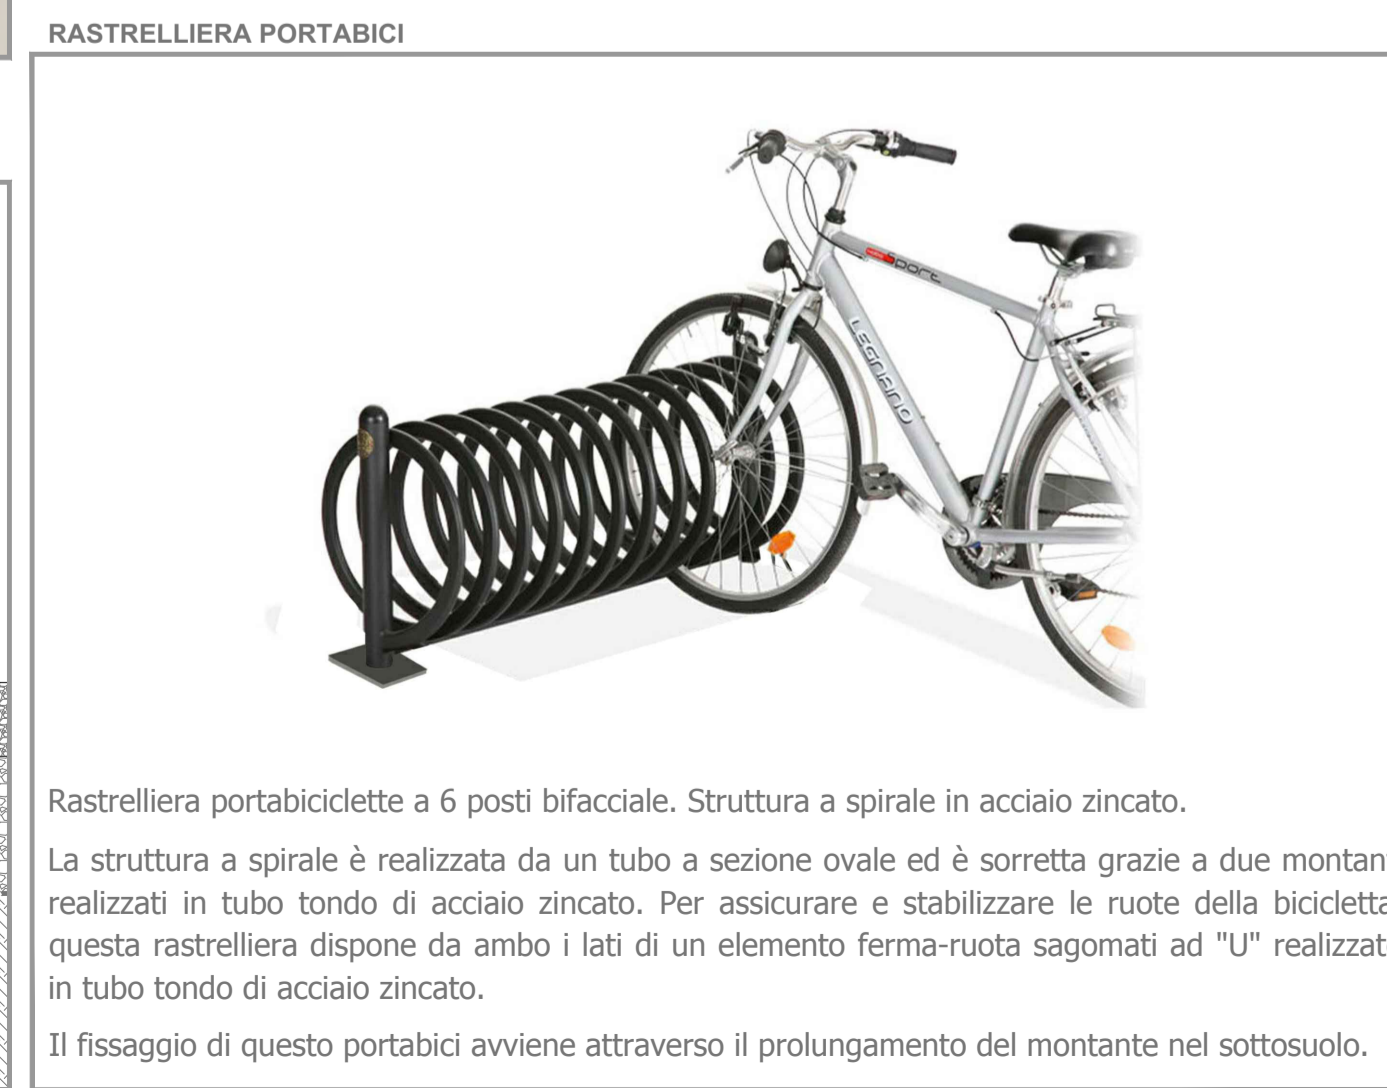 RASTRELLIERA PORTABICI
sport
LEGNANO
Rastrelliera portabiciclette a 6 posti bifacciale. Struttura a spirale in acciaio zincato.
La struttura a spirale è realizzata da un tubo a sezione ovale ed è sorretta grazie a due montant
realizzati in tubo tondo di acciaio zincato. Per assicurare e stabilizzare le ruote della bicicletta
questa rastrelliera dispone da ambo i lati di un elemento ferma-ruota sagomati ad "U" realizzat
in tubo tondo di acciaio zincato.
Il fissaggio di questo portabici avviene attraverso il prolungamento del montante nel sottosuolo.